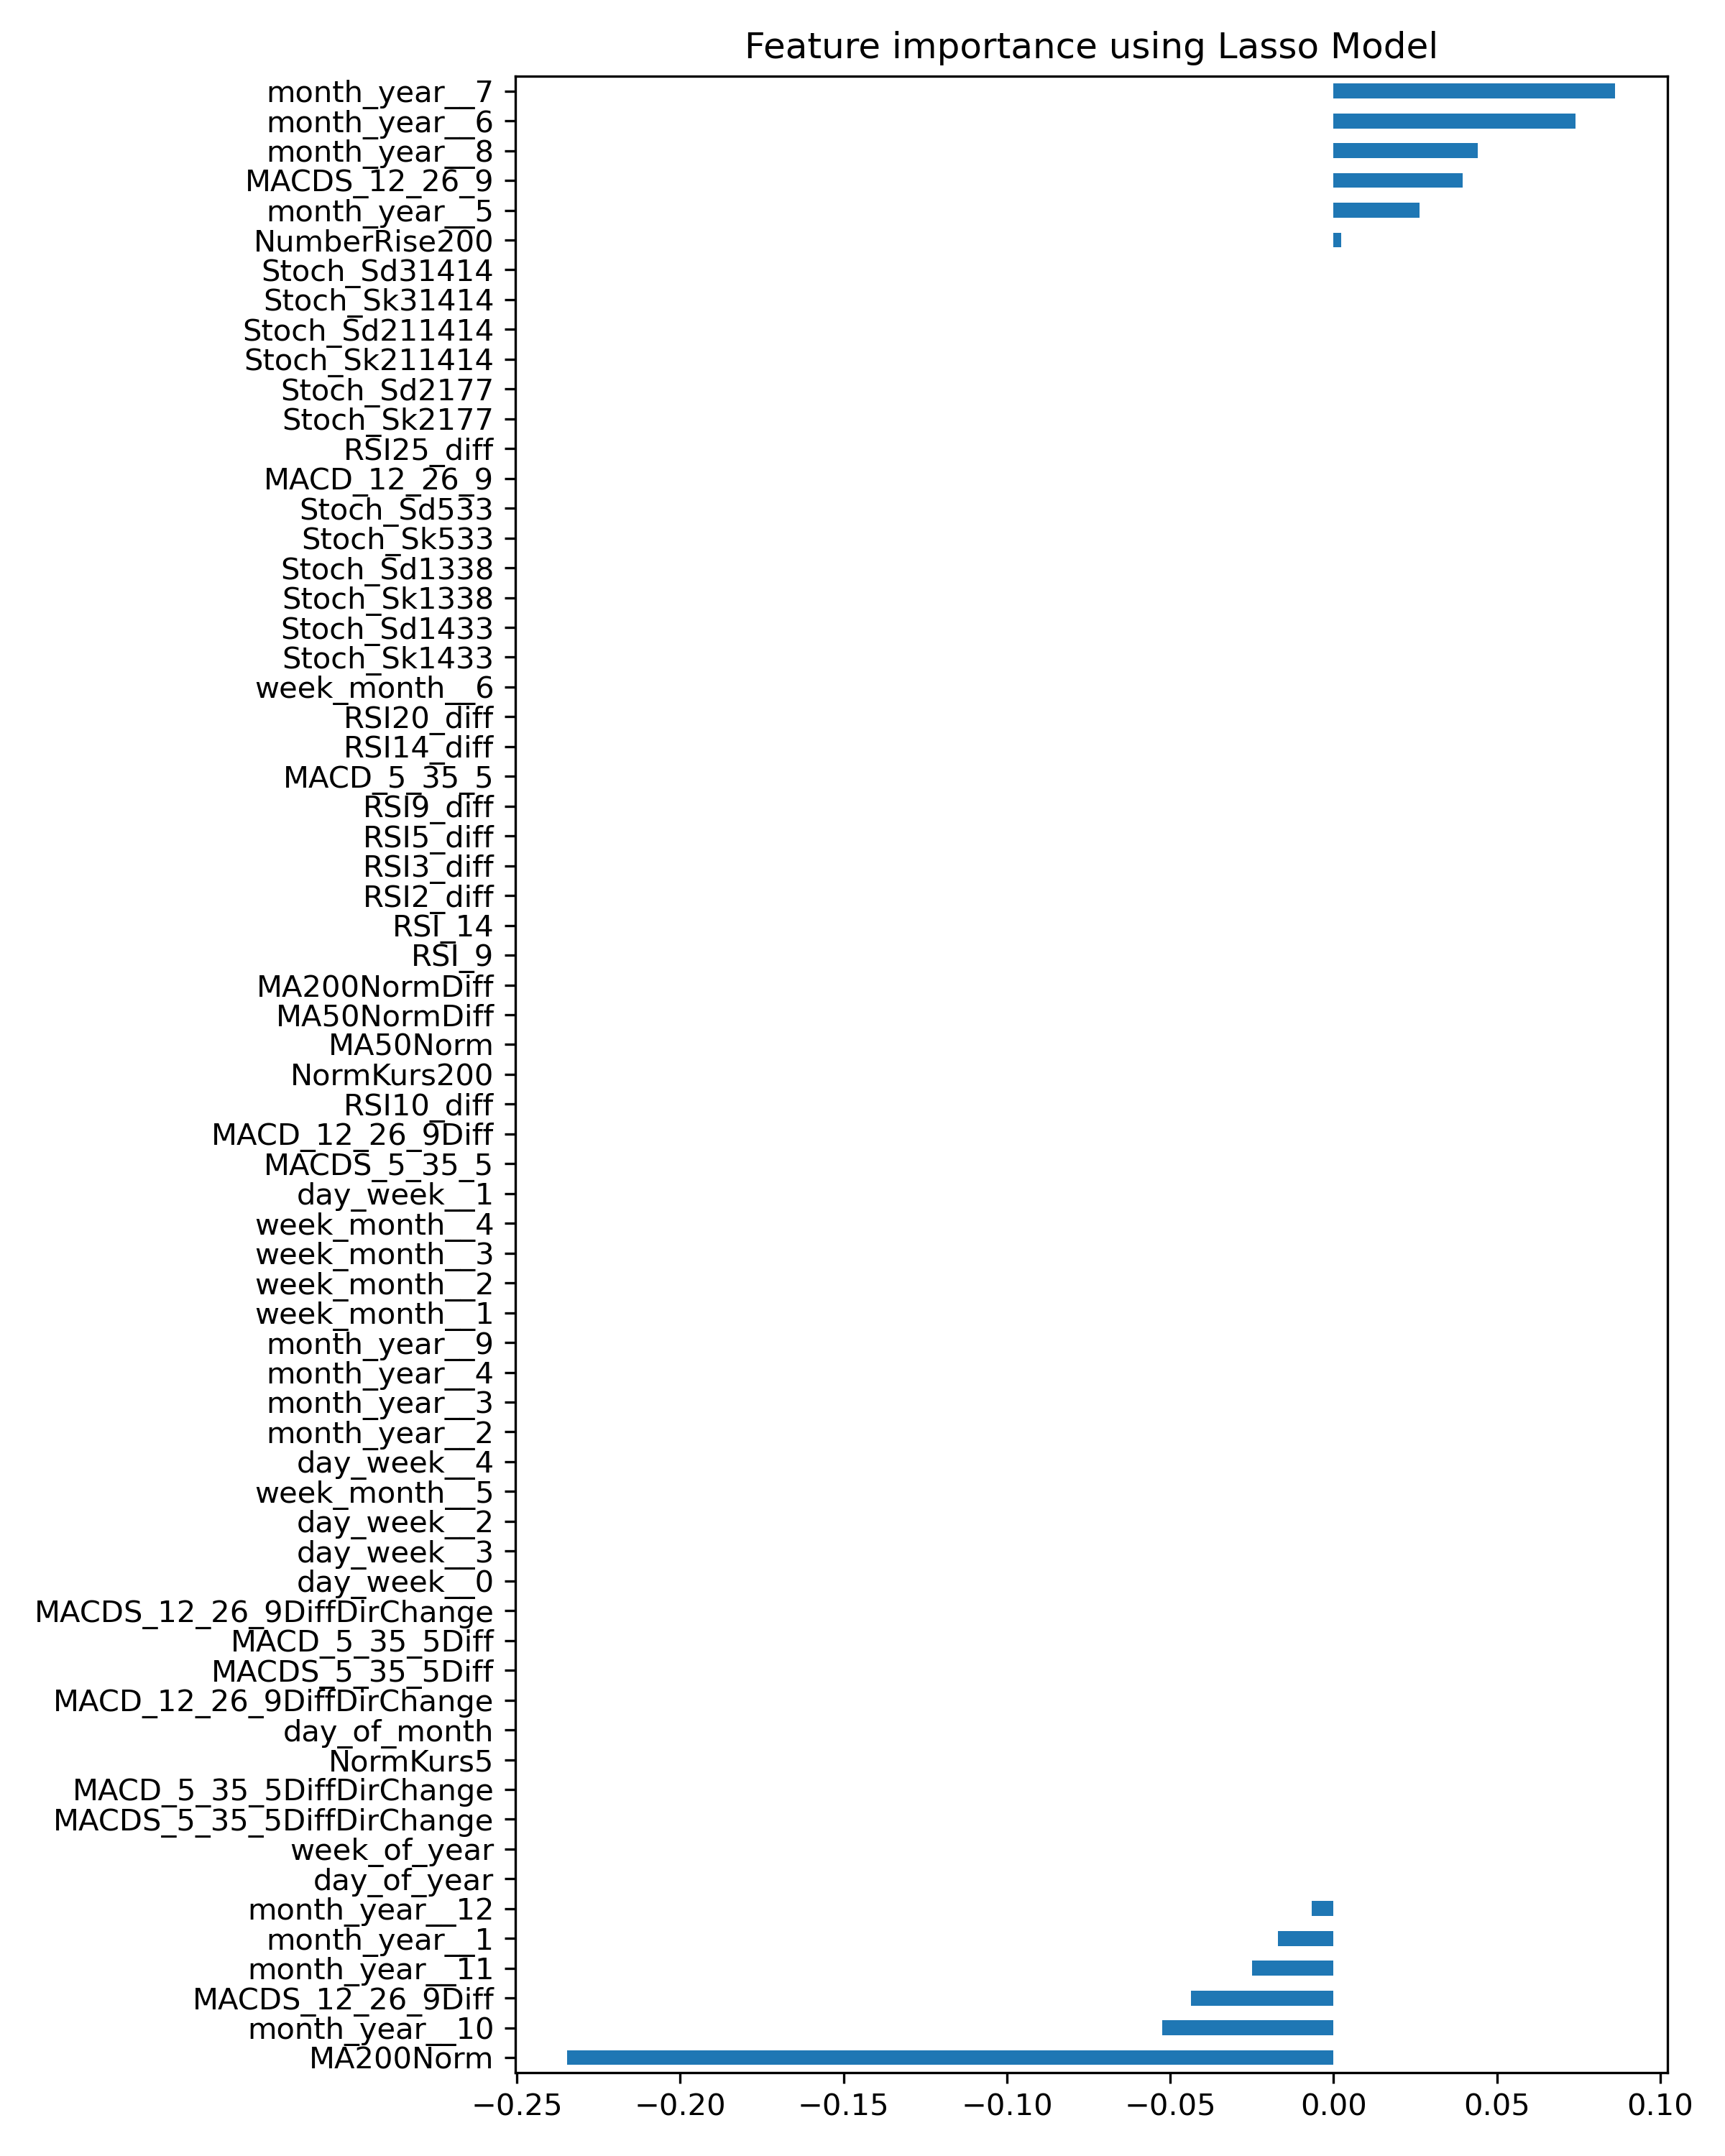 Feature importance using Lasso Model
month_year__7
month_year__6
month_year__8
MACDS_12_26_9
month_year__5
NumberRise200
Stoch_Sd31414
Stoch_Sk31414
Stoch_Sd211414
Stoch_Sk211414
Stoch_Sd2177
Stoch_Sk2177
RSI25_diff
MACD_12_26_9
Stoch_Sd533
Stoch_Sk533
Stoch_Sd1338
Stoch_Sk1338
Stoch_Sd1433
Stoch_Sk1433
week_month__6
RSI20_diff
RSI14_diff
MACD_5_35_5
RSI9_diff
RSI5_diff
RSI3_diff
RSI2_diff
RSI_14
RSI_9
MA200NormDiff
MA50NormDiff
MA50Norm
NormKurs200
RSI10_diff
MACD_12_26_9Diff
MACDS_5_35_5
day_week__1
week_month__4
week_month__3
week_month__2
week_month__1
month_year__9
month_year__4
month_year__3
month_year__2
day_week__4
week_month__5
day_week__2
day_week__3
day_week__0
MACDS_12_26_9DiffDirChange
MACD_5_35_5Diff
MACDS_5_35_5Diff
MACD_12_26_9DiffDirChange
day_of_month
NormKurs5
MACD_5_35_5DiffDirChange
MACDS_5_35_5DiffDirChange
week_of_year
day_of_year
month_year__12
month_year__1
month_year__11
MACDS_12_26_9Diff
month_year__10
MA200Norm
−0.25 −0.20 −0.15 −0.10 −0.05 0.00 0.05 0.10